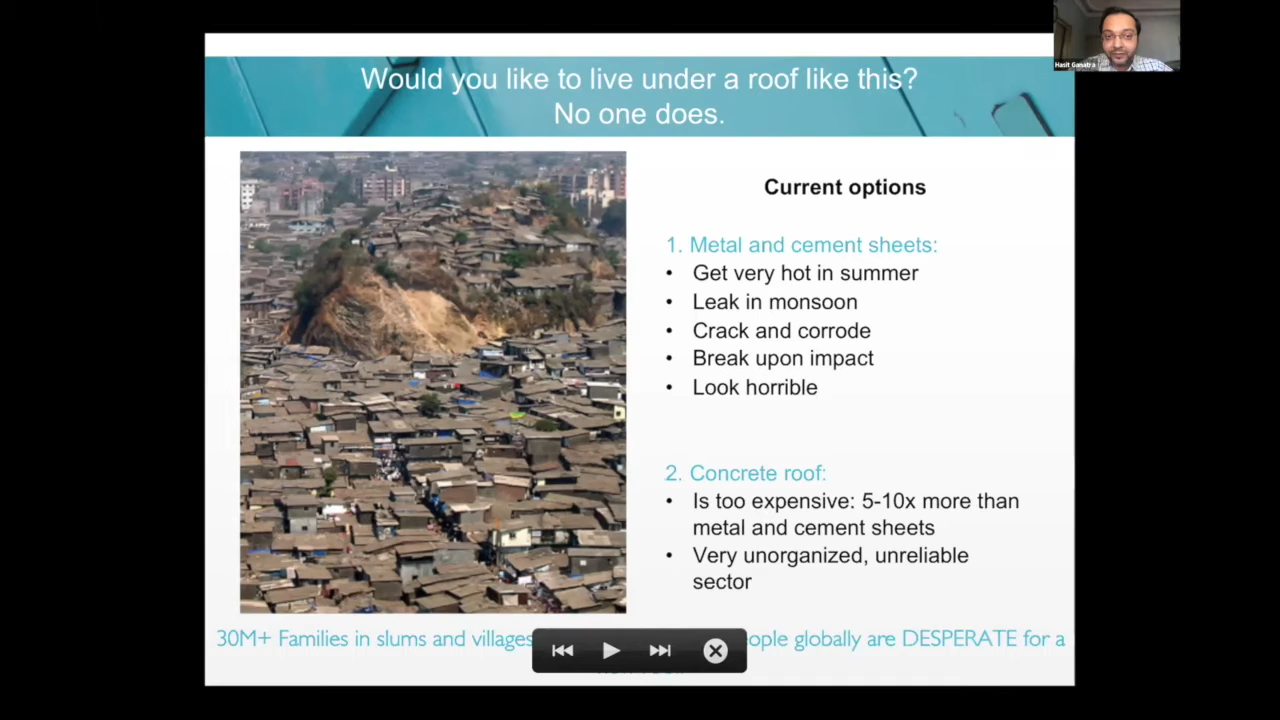 Hasit Ganatra
Would you like to live under a roof like this?
No one does.
Current options
1. Metal and cement sheets:
• Get very hot in summer
• Leak in monsoon
• Crack and corrode
• Break upon impact
• Look horrible
2. Concrete roof:
• Is too expensive: 5-10x more than
metal and cement sheets
• Very unorganized, unreliable
sector
30M+ Families in slums and villages ople globally are DESPERATE for a